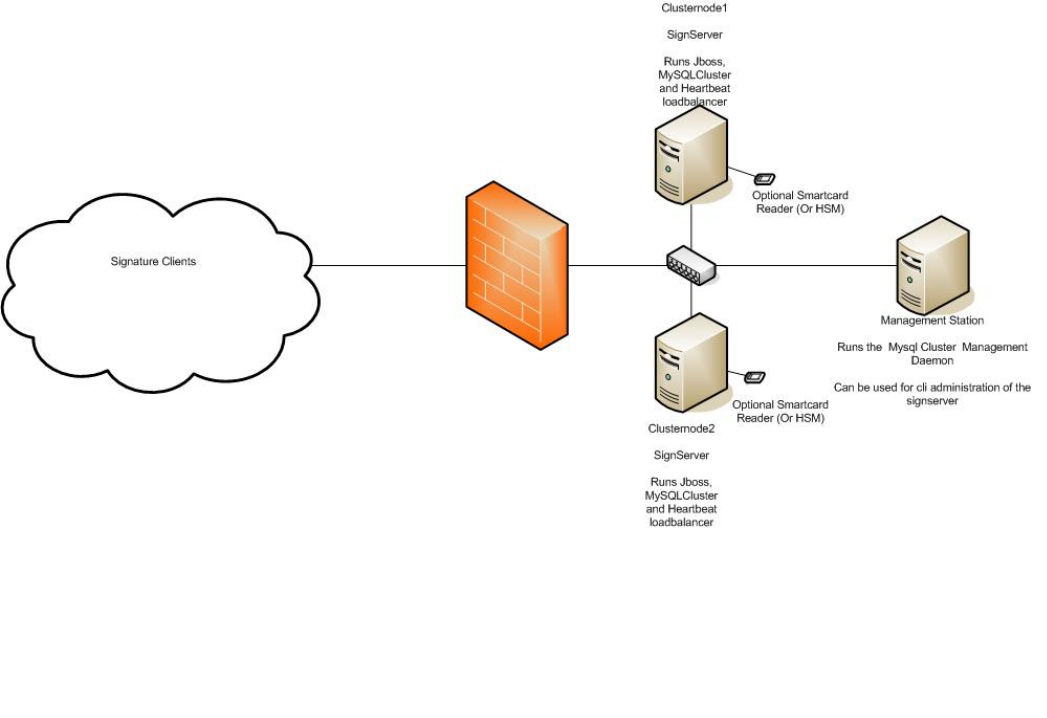 Clusternode1
SignServer
Runs Jboss,
MySQLCluster
and Heartbeat
loadbalancer
Optional Smartcard
Reader (Or HSM)
Signature Clients
Management Station
Runs the Mysql Cluster Management
Daemon
Can be used for cli administration of the
signserver
Optional Smartcard
Reader (Or HSM)
Clusternode2
SignServer
Runs Jboss,
MySQLCluster
and Heartbeat
loadbalancer